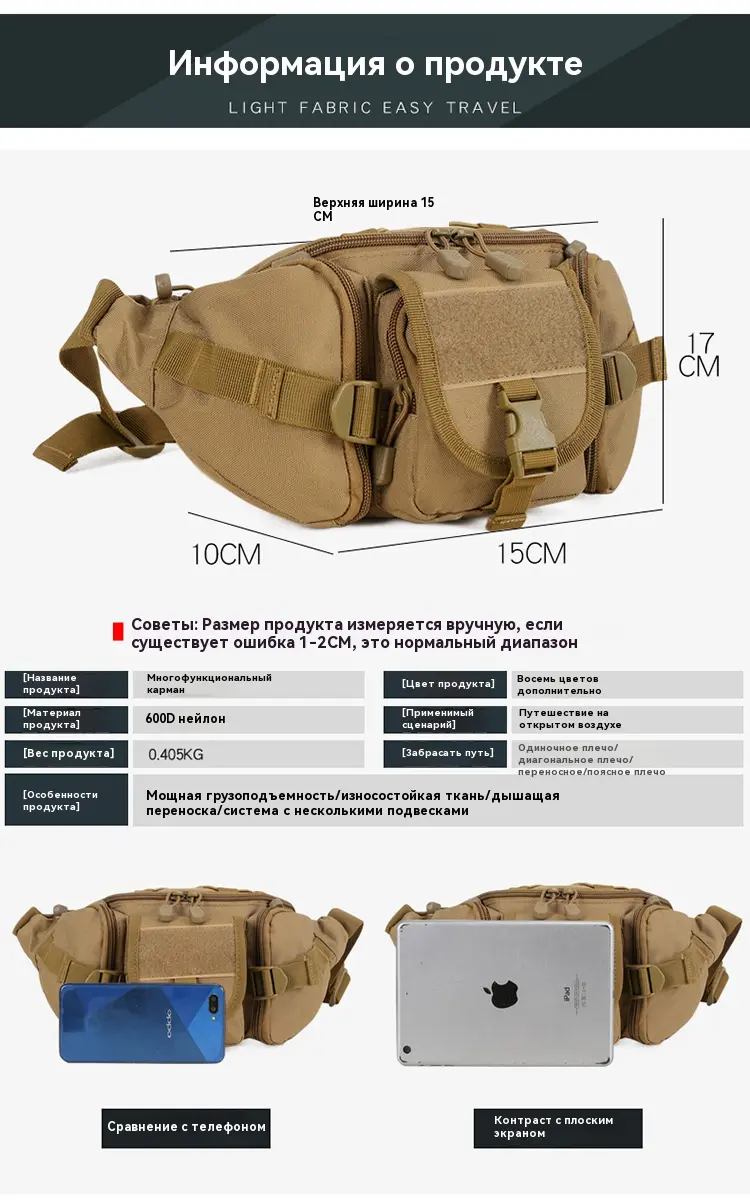 Информация о продукте
LIGHT FABRIC EASY TRAVEL
Верхняя ширина 15
СМ
17
CM
10CM
15CM
Советы: Размер продукта измеряется вручную, если
существует ошибка 1-2СМ, это нормальный диапазон
[Название
продукта]
Многофункциональный
карман
[Цвет продукта]
Восемь цветов
дополнительно
[Материал
продукта]
600D нейлон
[Применимый
сценарий]
Путешествие на
открытом воздухе
[Вес продукта]
0.405KG
[Забрасать путь]
Одиночное плечо/
диагональное плечо/
переносное/поясное плечо
[Особенности
продукта]
Мощная грузоподъемность/износостойкая ткань/дышащая
переноска/система с несколькими подвесками
oppo
iPad
Сравнение с телефоном
Контраст с плоским
экраном